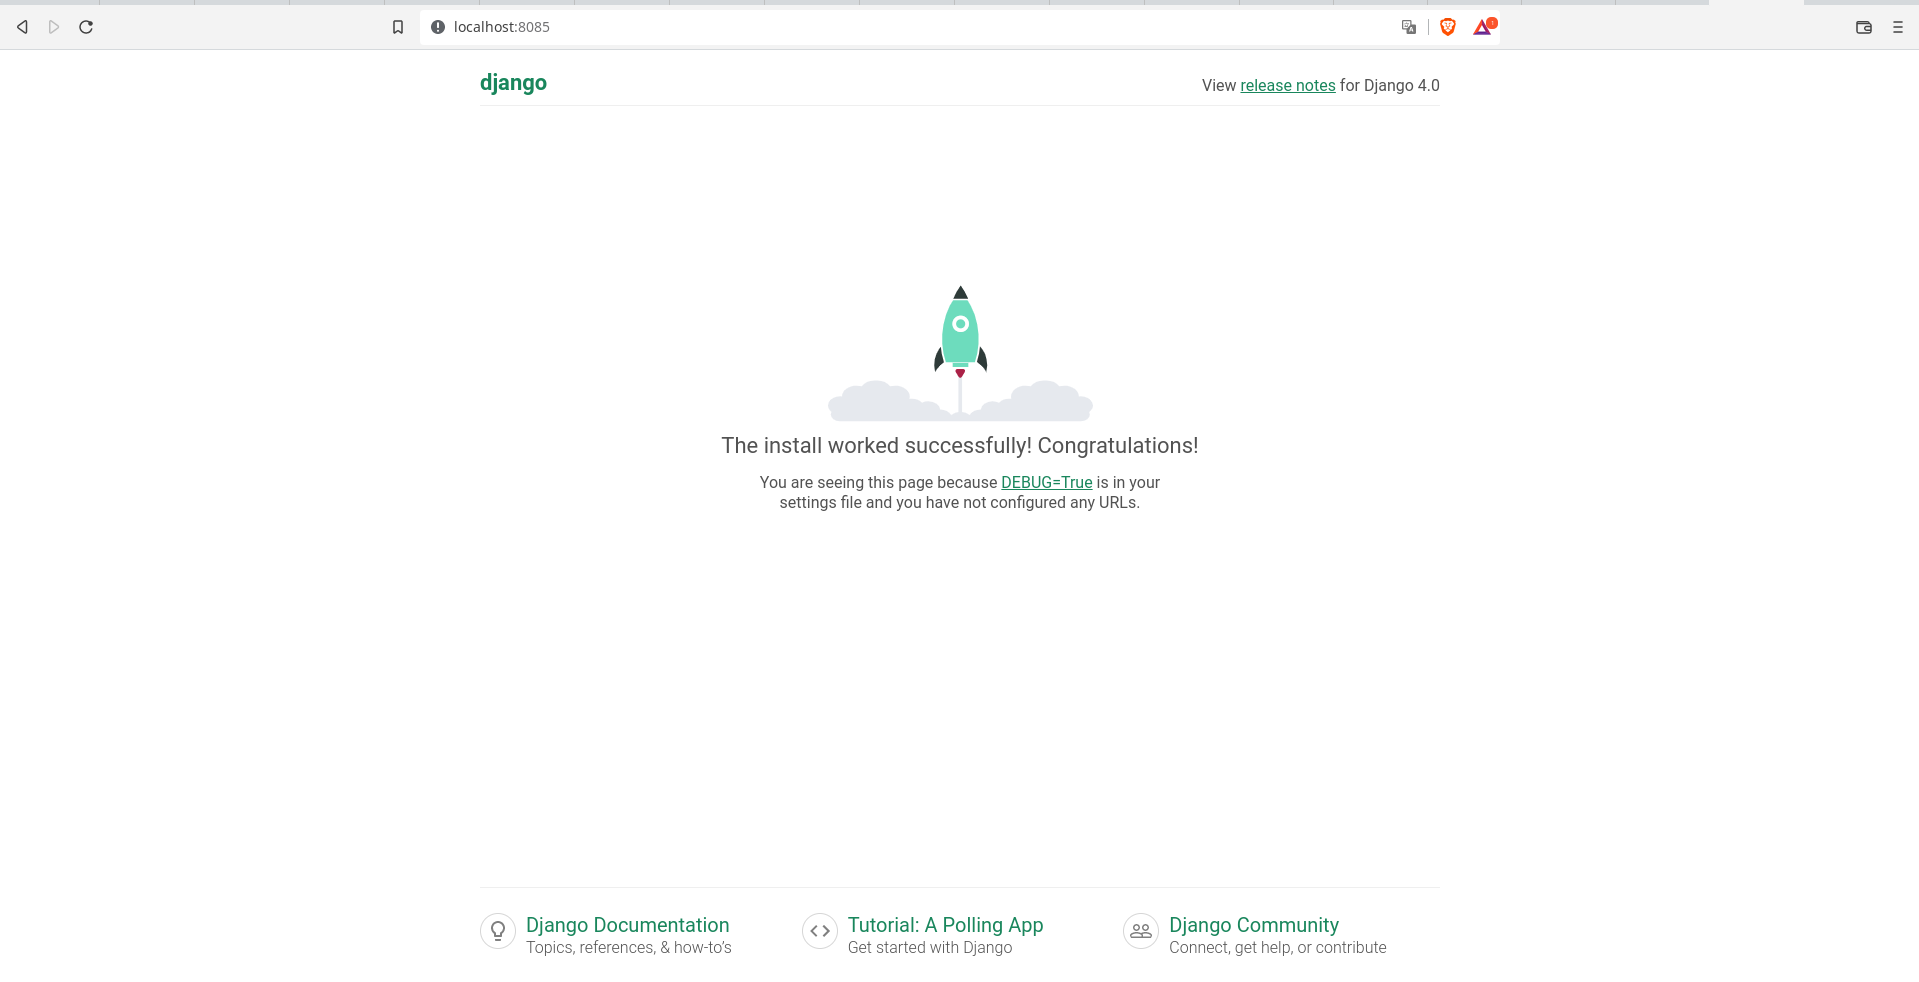 localhost:8085
django
View release notes for Django 4.0
The install worked successfully! Congratulations!
You are seeing this page because DEBUG=True is in your
settings file and you have not configured any URLs.
Django Documentation
Topics, references, & how-to’s
Tutorial: A Polling App
Get started with Django
Django Community
Connect, get help, or contribute